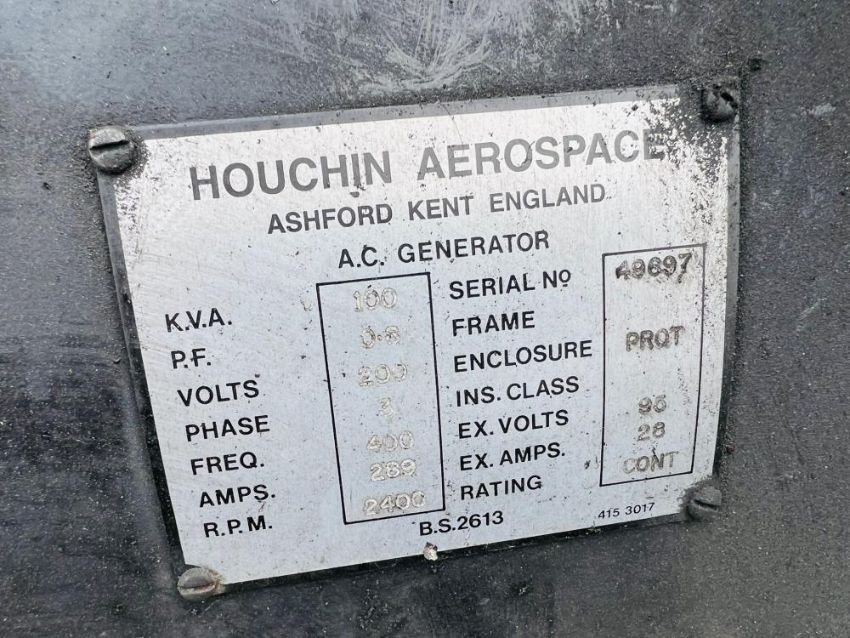 HOUCHIN AEROSPACE
ASHFORD KENT ENGLAND
A.C. GENERATOR
K.V.A. 100
P.F. 0.8
VOLTS 200
PHASE 3
FREQ. 400
AMPS. 289
R.P.M. 2400
SERIAL No 49697
FRAME
ENCLOSURE PROT
INS. CLASS
EX. VOLTS 95
EX. AMPS. 28
RATING CONT
B.S.2613
415 3017